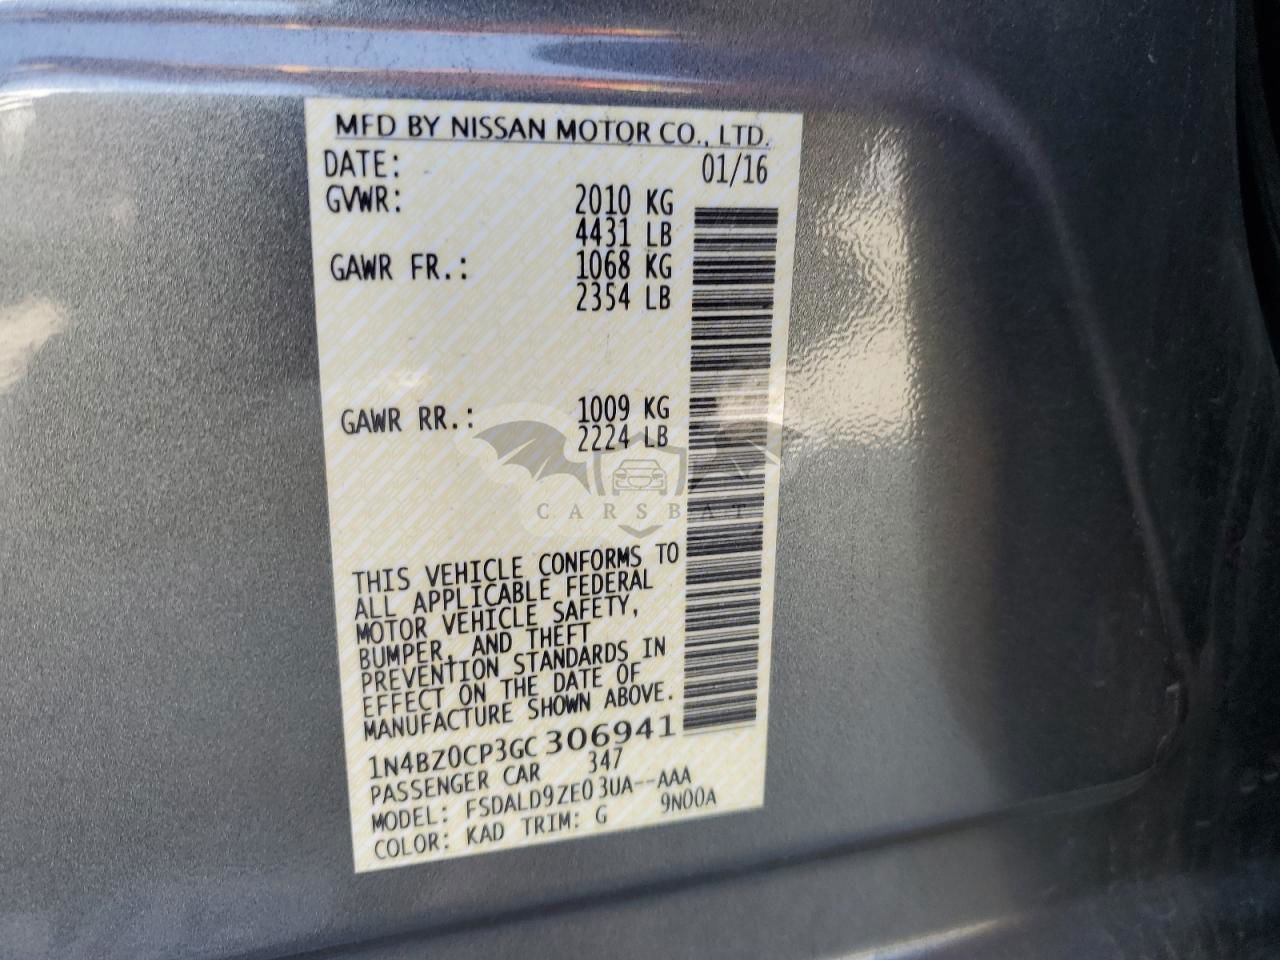 MFD BY NISSAN MOTOR CO., LTD.
DATE: 01/16
GVWR: 2010 KG
4431 LB
GAWR FR.: 1068 KG
2354 LB
GAWR RR.: 1009 KG
2224 LB
CARSBAT
THIS VEHICLE CONFORMS TO
ALL APPLICABLE FEDERAL
MOTOR VEHICLE SAFETY,
BUMPER, AND THEFT
PREVENTION STANDARDS IN
EFFECT ON THE DATE OF
MANUFACTURE SHOWN ABOVE.
1N4BZ0CP3GC306941
PASSENGER CAR 347
MODEL: FSDALD9ZE03UA--AAA
COLOR: KAD TRIM: G 9N00A